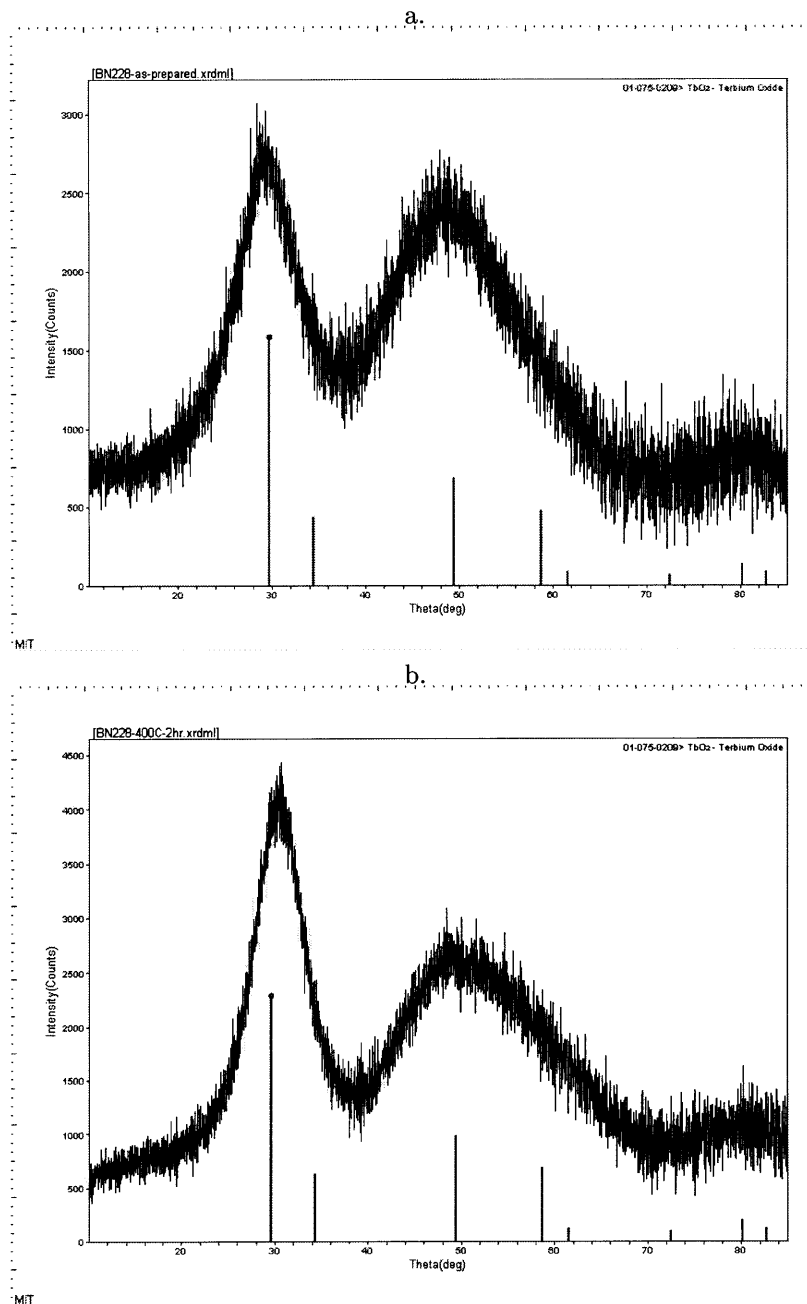 a.
[BN228-as-prepared.xrdml]
01-075-0209> TbO₂ - Terbium Oxide
3000
2500
2000
1500
1000
500
0
Intensity(Counts)
20
30
40
50
60
70
80
Theta(deg)
MIT
b.
[BN228-400C-2hr.xrdml]
01-075-0209> TbO₂ - Terbium Oxide
4500
4000
3500
3000
2500
2000
1500
1000
500
0
Intensity(Counts)
20
30
40
50
60
70
80
Theta(deg)
MIT